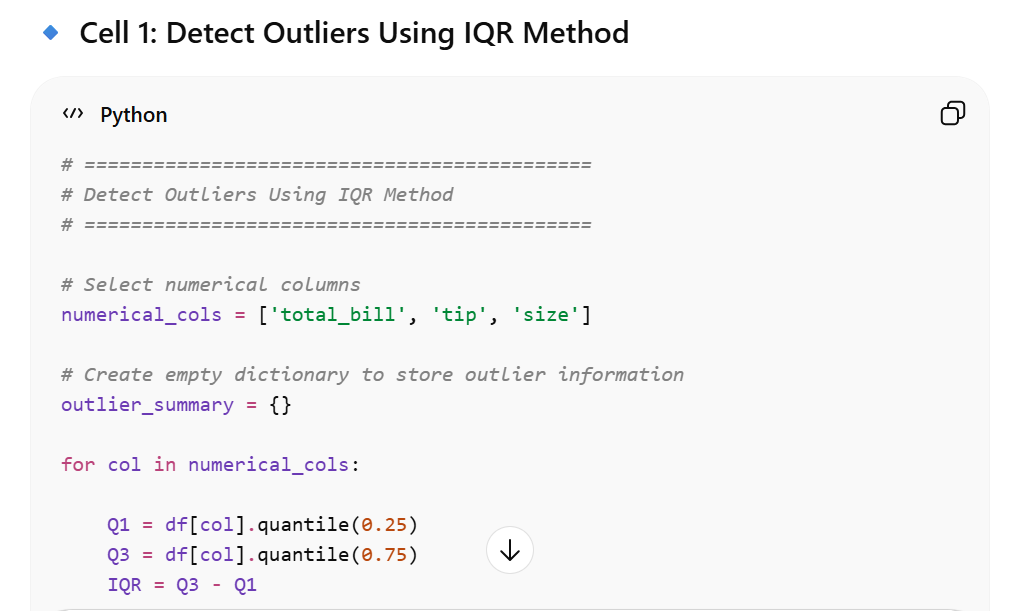 Cell 1: Detect Outliers Using IQR Method
Python
# ============================================
# Detect Outliers Using IQR Method
# ============================================
# Select numerical columns
numerical_cols = ['total_bill', 'tip', 'size']
# Create empty dictionary to store outlier information
outlier_summary = {}
for col in numerical_cols:
Q1 = df[col].quantile(0.25)
Q3 = df[col].quantile(0.75)
IQR = Q3 - Q1